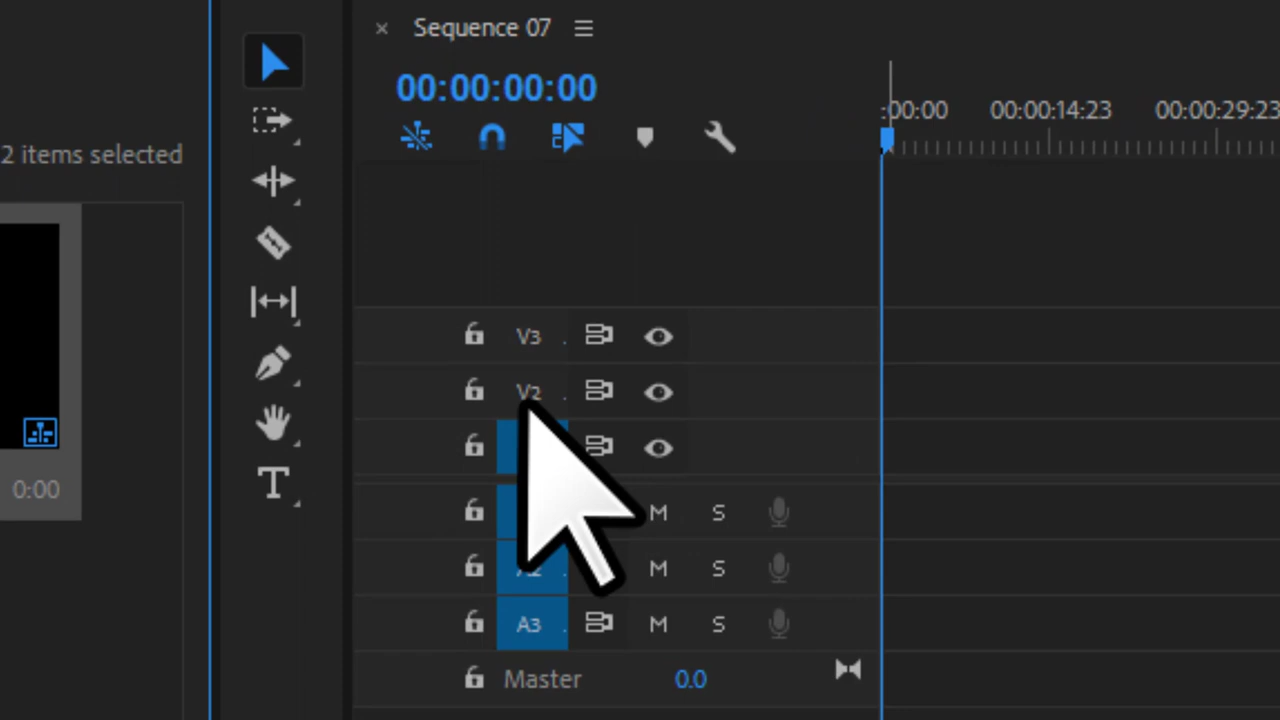 Sequence 07
00:00:00:00
:00:00 00:00:14:23 00:00:29:23
2 items selected
V3
V2
M S
A2 M S
A3 M S
0:00
T
Master 0.0